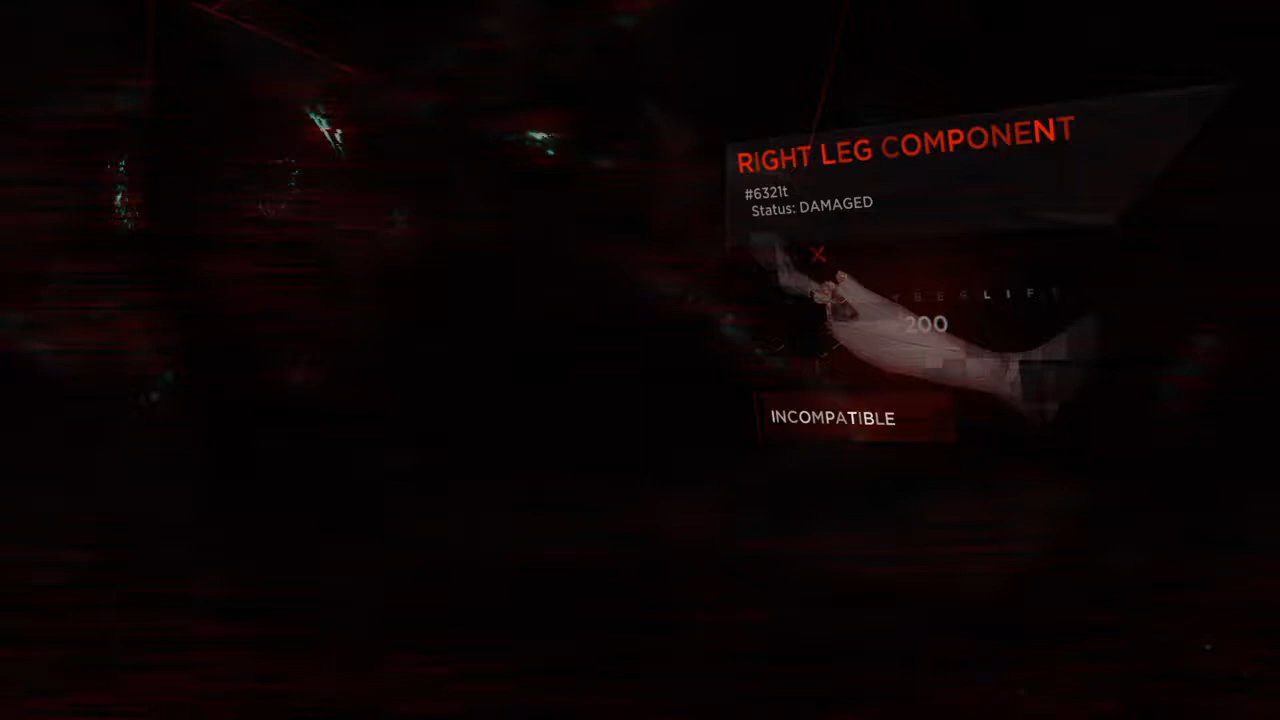 RIGHT LEG COMPONENT
#6321t
Status: DAMAGED
200
INCOMPATIBLE